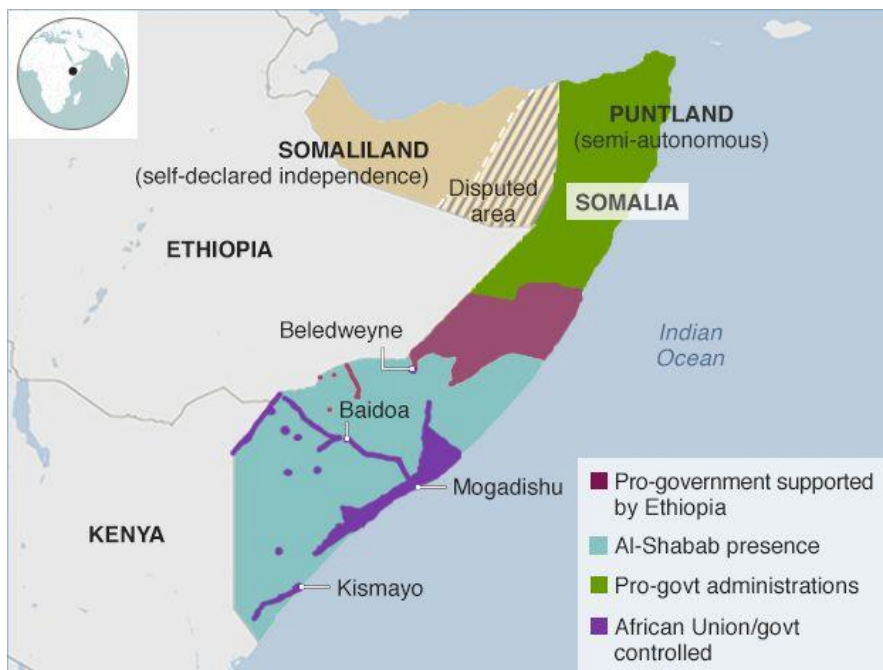 SOMALILAND
(self-declared independence)
PUNTLAND
(semi-autonomous)
Disputed
area
SOMALIA
ETHIOPIA
Beledweyne
Indian
Ocean
Baidoa
Mogadishu
KENYA
Kismayo
Pro-government supported
by Ethiopia
Al-Shabab presence
Pro-govt administrations
African Union/govt
controlled